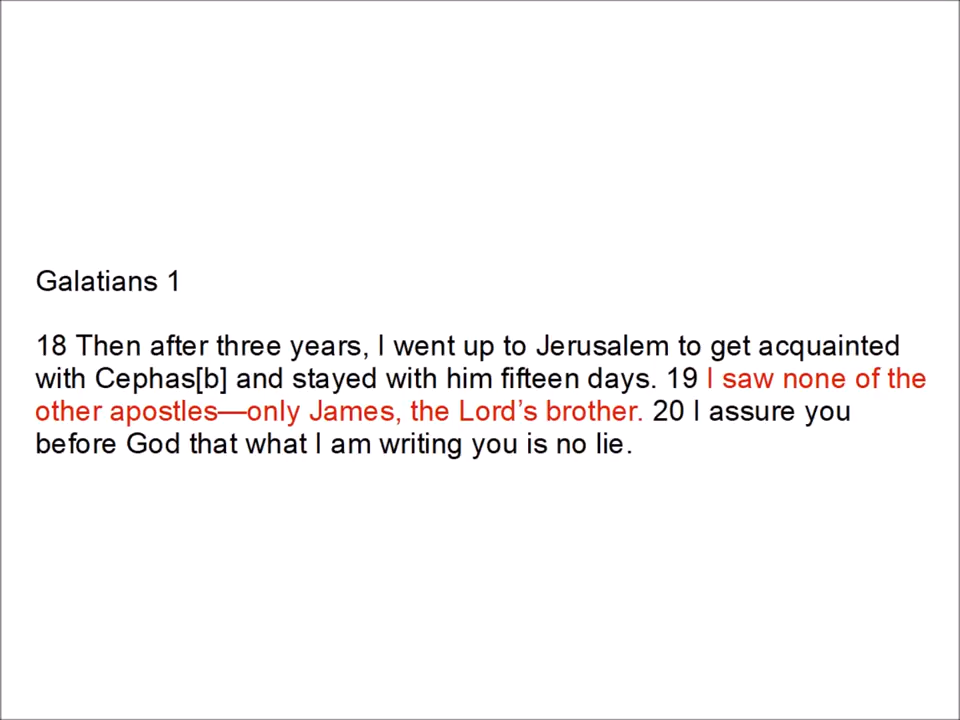 Galatians 1
18 Then after three years, I went up to Jerusalem to get acquainted
with Cephas[b] and stayed with him fifteen days. 19 I saw none of the
other apostles—only James, the Lord’s brother. 20 I assure you
before God that what I am writing you is no lie.